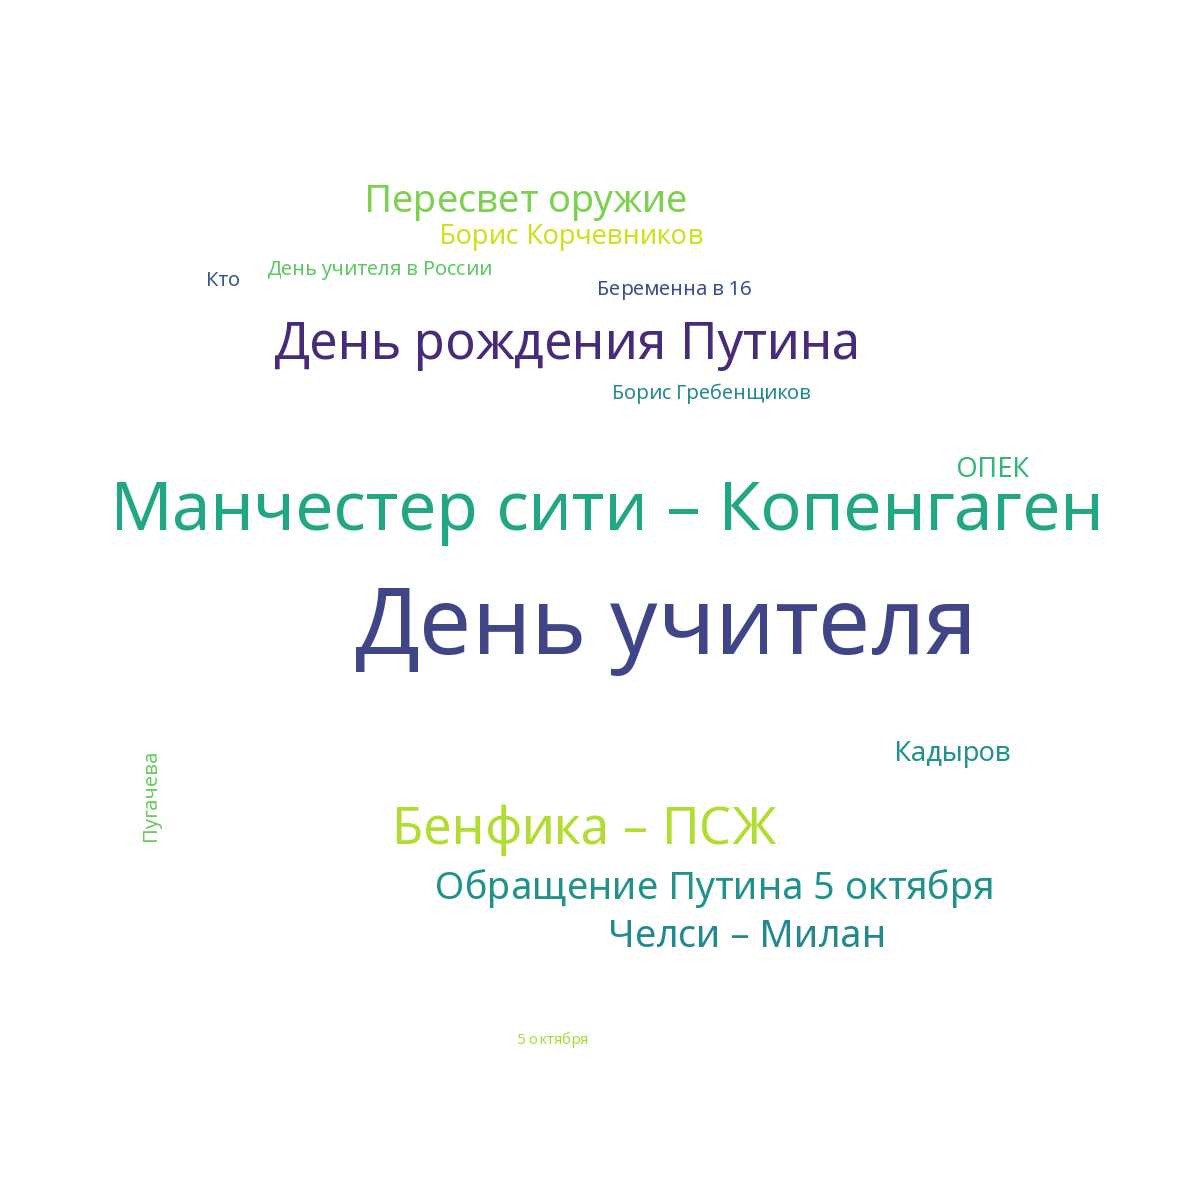 Пересвет оружие
Борис Корчевников
День учителя в России
Кто
Беременна в 16
День рождения Путина
Борис Гребенщиков
ОПЕК
Манчестер сити – Копенгаген
День учителя
Кадыров
Пугачева
Бенфика – ПСЖ
Обращение Путина 5 октября
Челси – Милан
5 октября